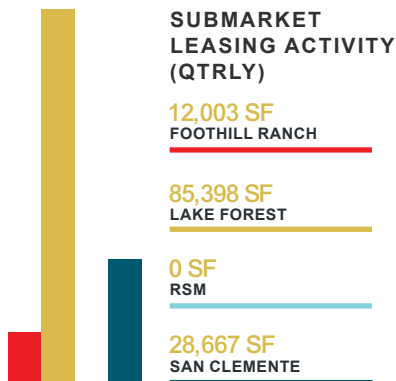 SUBMARKET
LEASING ACTIVITY
(QTRLY)
12,003 SF
FOOTHILL RANCH
85,398 SF
LAKE FOREST
0 SF
RSM
28,667 SF
SAN CLEMENTE